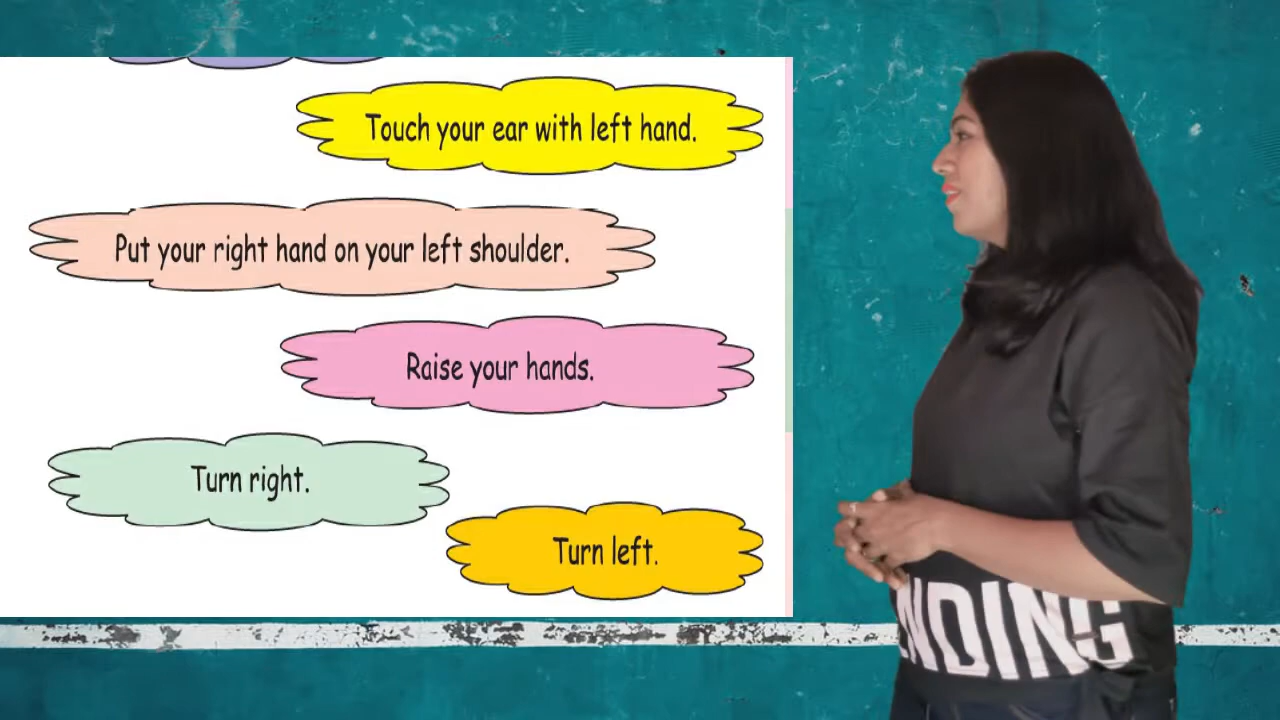 Touch your ear with left hand.
Put your right hand on your left shoulder.
Raise your hands.
Turn right.
Turn left.
NDING